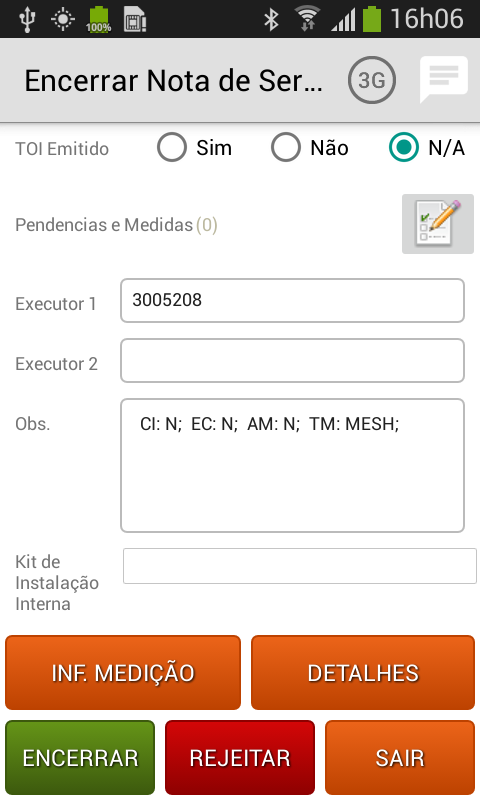 100%
16h06
Encerrar Nota de Ser...
3G
TOI Emitido
Sim
Não
N/A
Pendencias e Medidas (0)
Executor 1
3005208
Executor 2
Obs.
CI: N;  EC: N;  AM: N;  TM: MESH;
Kit de
Instalação
Interna
INF. MEDIÇÃO
DETALHES
ENCERRAR
REJEITAR
SAIR